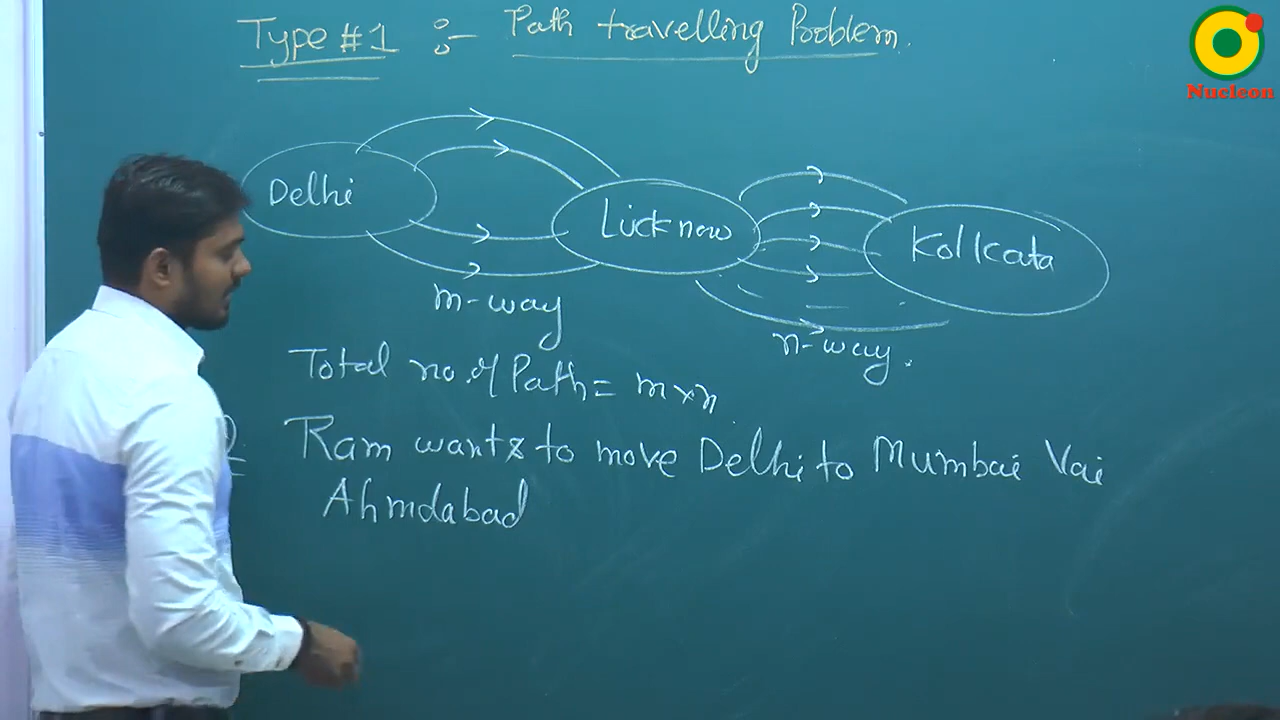 Type #1 :- Path travelling Problem.
Nucleon
Delhi
Lucknow
Kolkata
m-way
n-way.
Total no. of Path = m×n
Q. Ram wants to move Delhi to Mumbai Vai
Ahmdabad